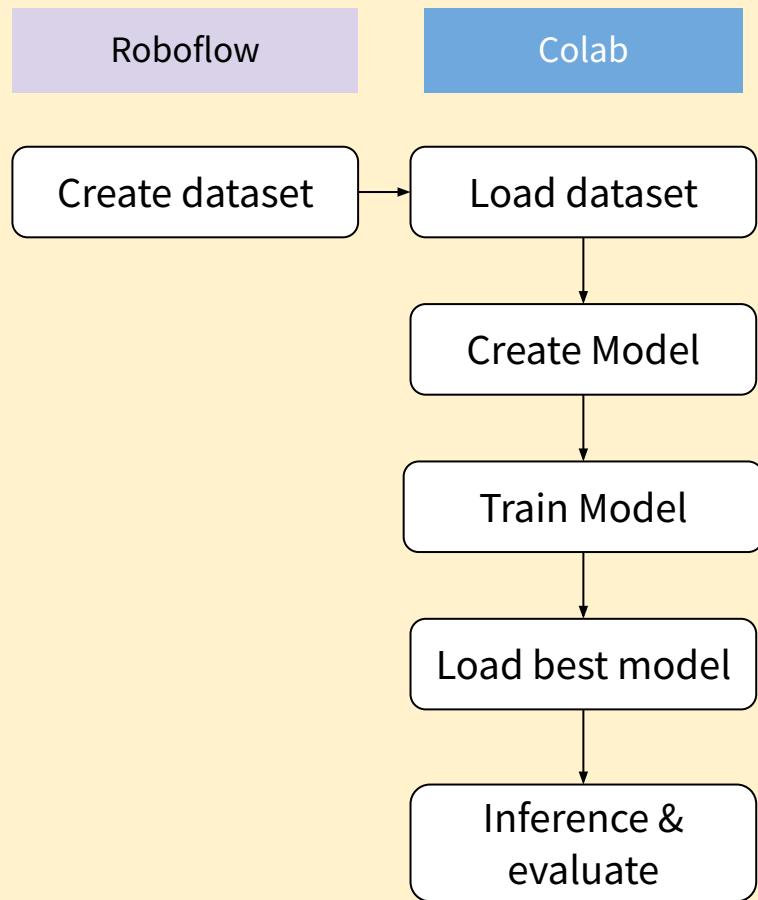 Roboflow
Colab
Create dataset
Load dataset
Create Model
Train Model
Load best model
Inference &
evaluate